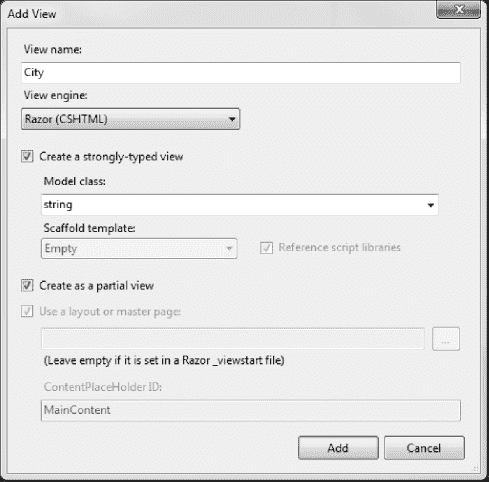 Add View
View name:
City
View engine:
Razor (CSHTML)
Create a strongly-typed view
Model class:
string
Scaffold template:
Empty
Reference script libraries
Create as a partial view
Use a layout or master page:
...
(Leave empty if it is set in a Razor _viewstart file)
ContentPlaceHolder ID:
MainContent
Add
Cancel